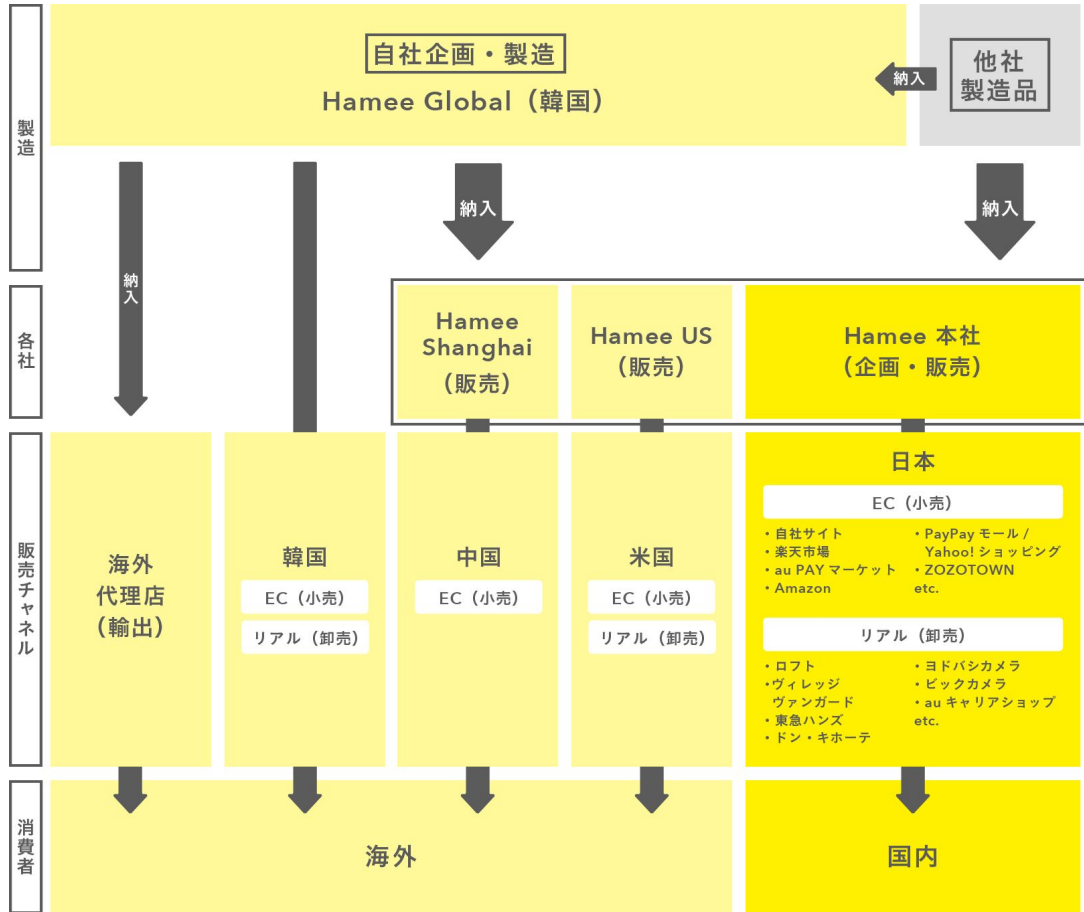 製造
自社企画・製造
Hamee Global（韓国）
納入
他社
製造品
納入
納入
納入
各社
Hamee
Shanghai
（販売）
Hamee US
（販売）
Hamee 本社
（企画・販売）
販売チャネル
海外
代理店
（輸出）
韓国
EC（小売）
リアル（卸売）
中国
EC（小売）
米国
EC（小売）
リアル（卸売）
日本
EC（小売）
・自社サイト
・楽天市場
・au PAY マーケット
・Amazon
・PayPay モール /
Yahoo! ショッピング
・ZOZOTOWN
etc.
リアル（卸売）
・ロフト
・ヴィレッジ
ヴァンガード
・東急ハンズ
・ドン・キホーテ
・ヨドバシカメラ
・ビックカメラ
・au キャリアショップ
etc.
消費者
海外
国内